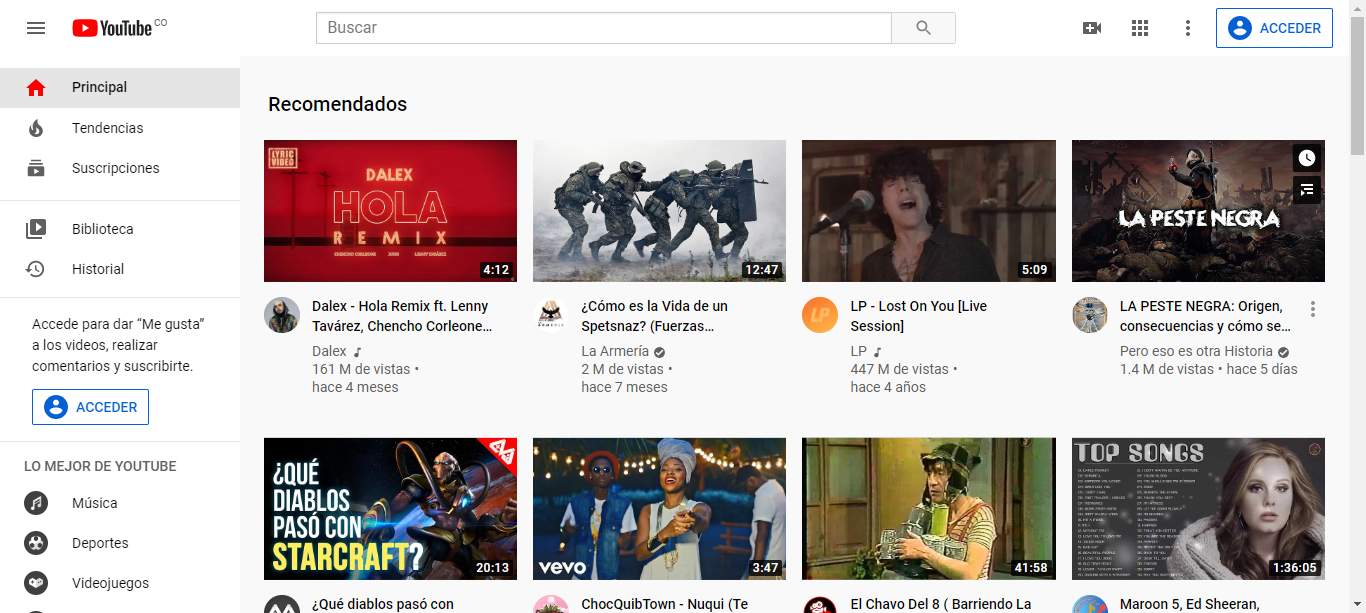 YouTube CO
Buscar
ACCEDER
Principal
Tendencias
Suscripciones
Biblioteca
Historial
Accede para dar “Me gusta”
a los videos, realizar
comentarios y suscribirte.
ACCEDER
LO MEJOR DE YOUTUBE
Música
Deportes
Videojuegos
Recomendados
LYRIC
VIDEO
DALEX
HOLA
REMIX
CHENCHO CORLEONE
LENNY TAVÁREZ
4:12
Dalex - Hola Remix ft. Lenny
Tavárez, Chencho Corleone...
Dalex
161 M de vistas •
hace 4 meses
12:47
¿Cómo es la Vida de un
Spetsnaz? (Fuerzas...
La Armería
2 M de vistas •
hace 7 meses
5:09
LP
LP - Lost On You [Live
Session]
LP
447 M de vistas •
hace 4 años
LA PESTE NEGRA
LA PESTE NEGRA: Origen,
consecuencias y cómo se...
Pero eso es otra Historia
1.4 M de vistas • hace 5 días
¿QUÉ
DIABLOS
PASÓ CON
STARCRAFT?
20:13
¿Qué diablos pasó con
vevo
3:47
ChocQuibTown - Nuqui (Te
41:58
El Chavo Del 8 ( Barriendo La
TOP SONGS
1:36:05
Maroon 5, Ed Sheeran,